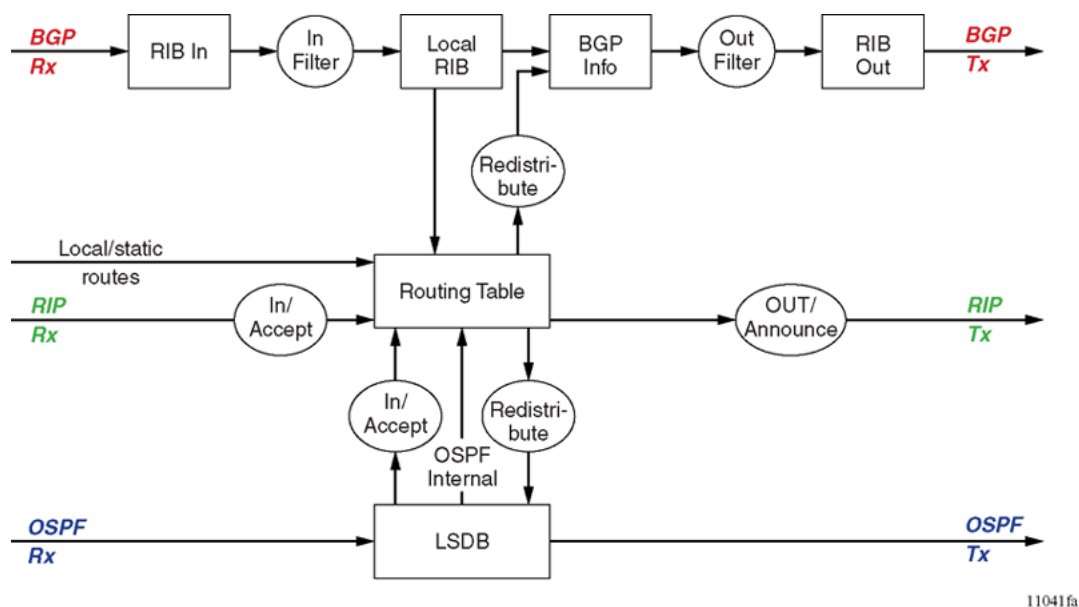 BGP
Rx
RIB In
In
Filter
Local
RIB
BGP
Info
Out
Filter
RIB
Out
BGP
Tx
Redistri-
bute
Local/static
routes
Routing Table
RIP
Rx
In/
Accept
OUT/
Announce
RIP
Tx
In/
Accept
OSPF
Internal
Redistri-
bute
OSPF
Rx
LSDB
OSPF
Tx
11041fa